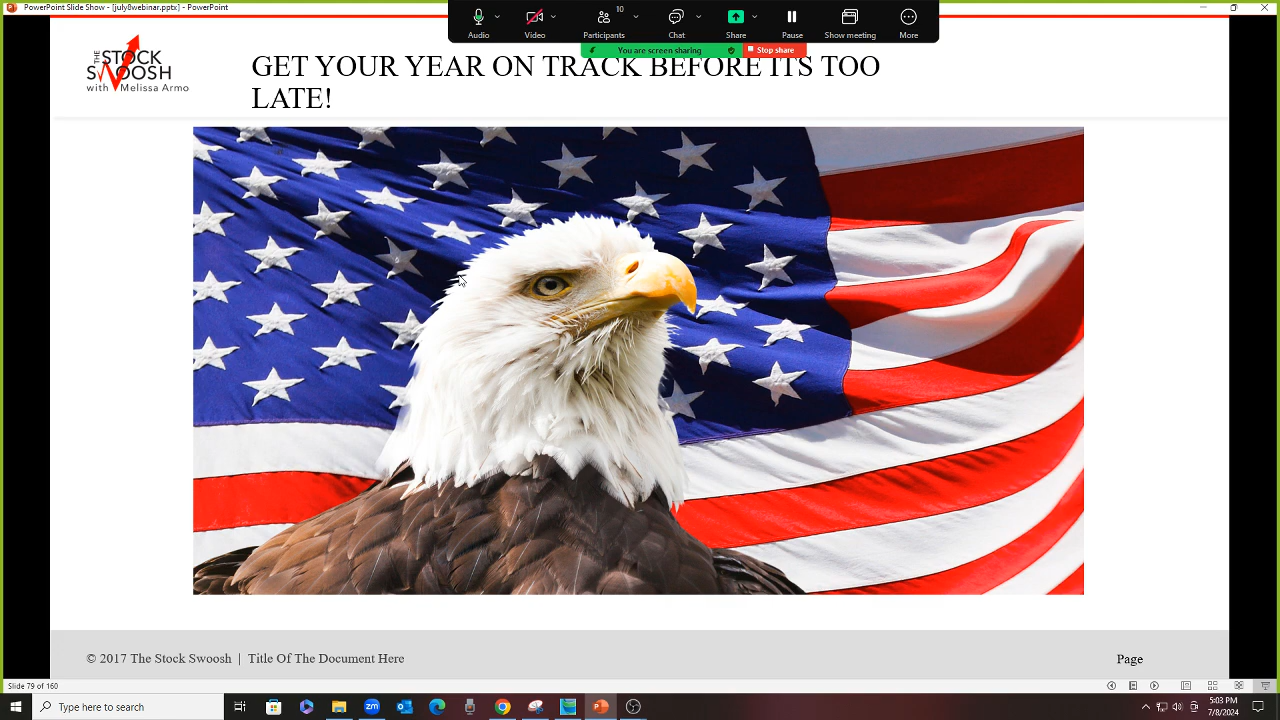 PowerPoint Slide Show - [july8webinar.pptx] - PowerPoint
10
Audio
Video
Participants
Chat
Share
Pause
Show meeting
More
You are screen sharing
Stop share
THE
STOCK
SWOOSH
with Melissa Armo
GET YOUR YEAR ON TRACK BEFORE ITS TOO
LATE!
© 2017 The Stock Swoosh | Title Of The Document Here
Page
Slide 79 of 160
Type here to search
5:03 PM
7/8/2024